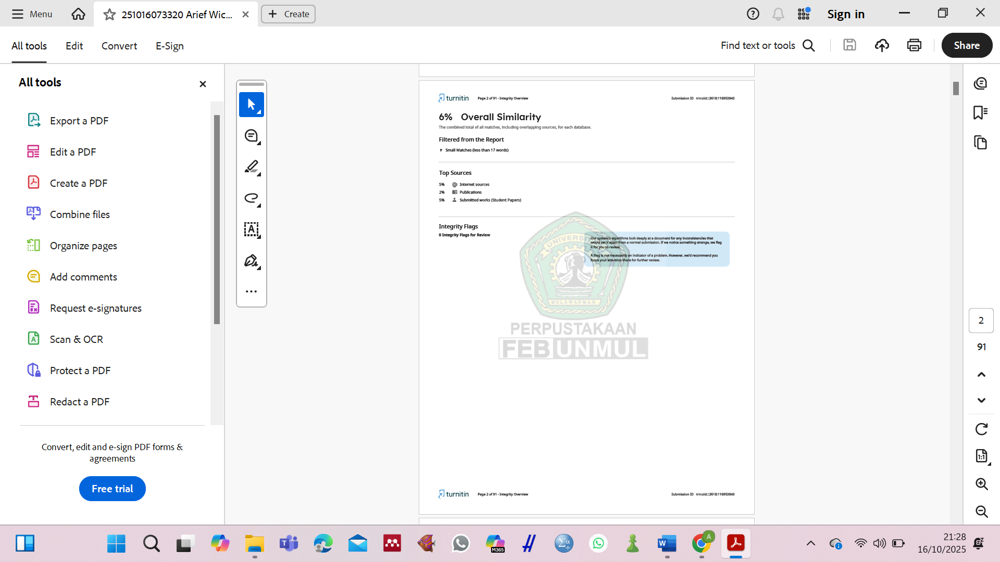 Menu
251016073320 Arief Wic...
Create
Sign in
All tools
Edit
Convert
E-Sign
Find text or tools
Share
All tools
Export a PDF
Edit a PDF
Create a PDF
Combine files
Organize pages
Add comments
Request e-signatures
Scan & OCR
Protect a PDF
Redact a PDF
Convert, edit and e-sign PDF forms &
agreements
Free trial
turnitin
Page 2 of 91 - Integrity Overview
Submission ID trn:oid:::3618:116953843
6% Overall Similarity
The combined total of all matches, including overlapping sources, for each database.
Filtered from the Report
Small Matches (less than 17 words)
Top Sources
5% Internet sources
2% Publications
5% Submitted works (Student Papers)
Integrity Flags
0 Integrity Flags for Review
Our system's algorithms look deeply at a document for any inconsistencies that
would set it apart from a normal submission. If we notice something strange, we flag
it for you to review.
A Flag is not necessarily an indicator of a problem. However, we'd recommend you
focus your attention there for further review.
MULAWARMAN
PERPUSTAKAAN
FEB UNMUL
turnitin
Page 2 of 91 - Integrity Overview
Submission ID trn:oid:::3618:116953843
2
91
1:1
M365
A
21:28
16/10/2025